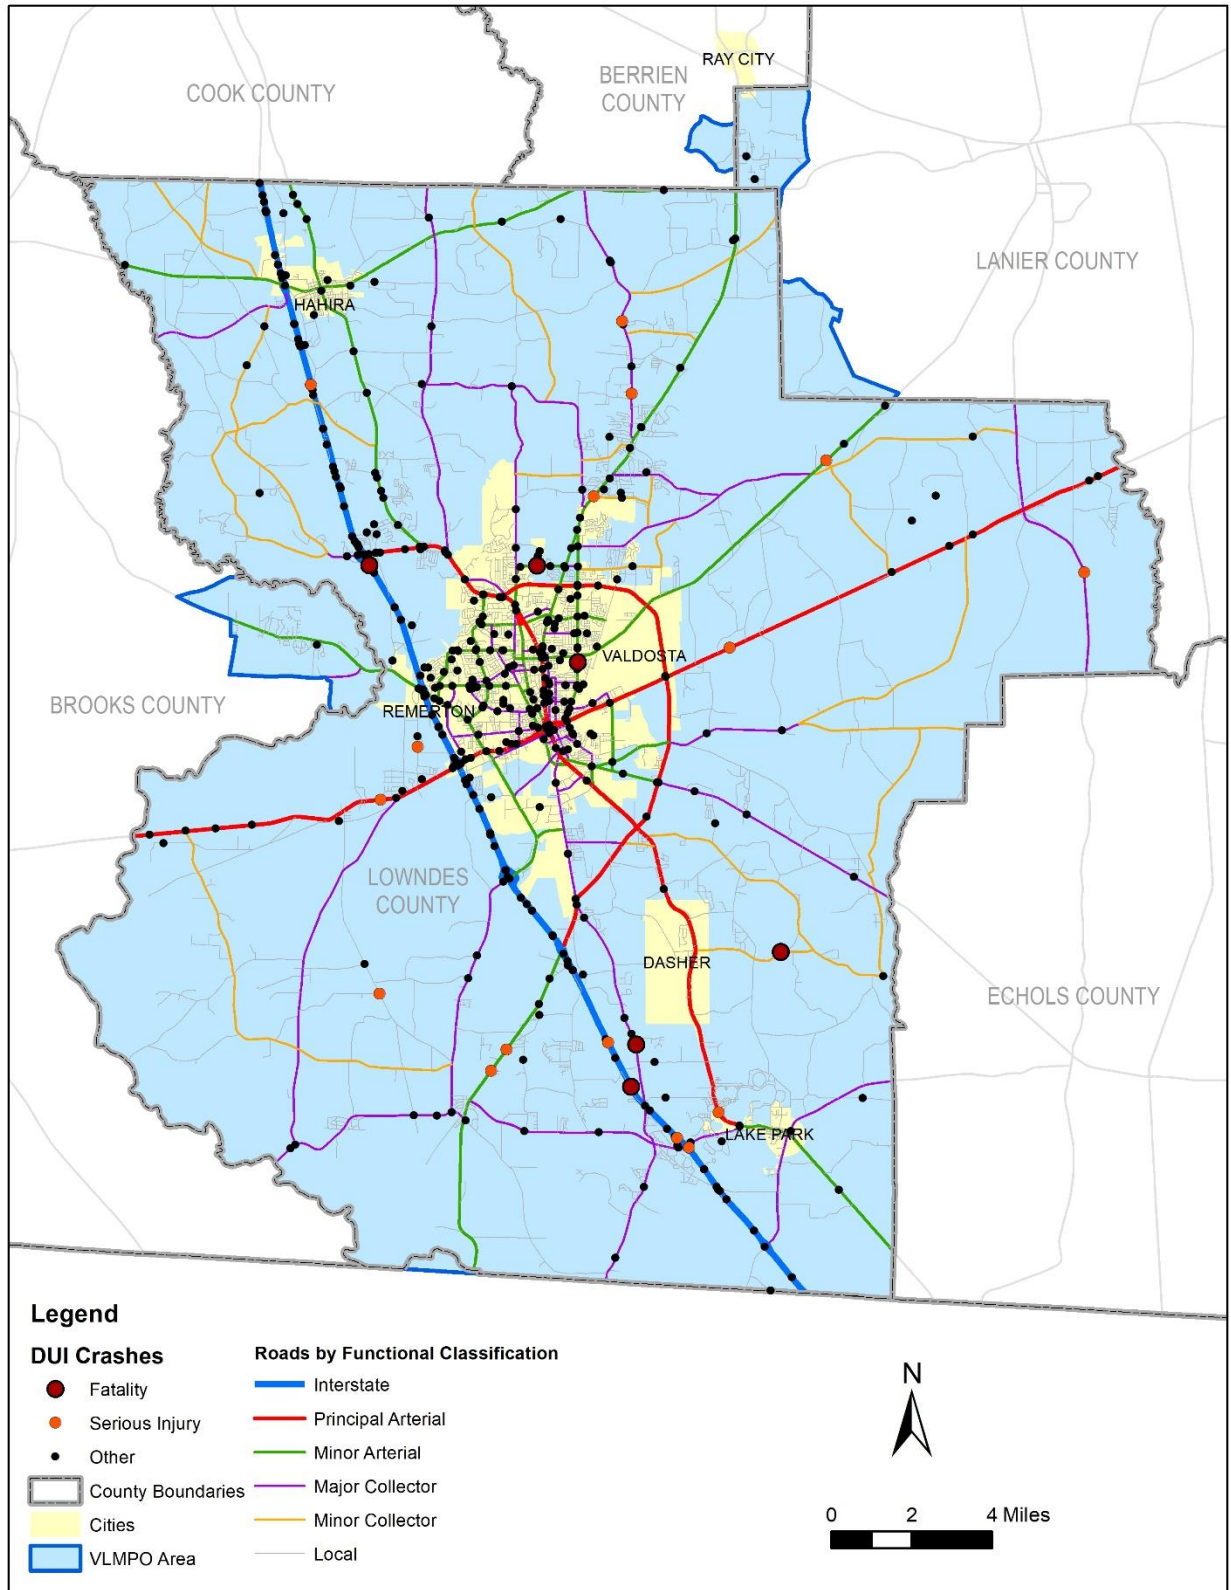 RAY CITY
BERRIEN
COUNTY
COOK COUNTY
LANIER COUNTY
HAHIRA
VALDOSTA
BROOKS COUNTY
REMERTON
LOWNDES
COUNTY
DASHER
ECHOLS COUNTY
LAKE PARK
Legend
DUI Crashes
Fatality
Serious Injury
Other
County Boundaries
Cities
VLMPO Area
Roads by Functional Classification
Interstate
Principal Arterial
Minor Arterial
Major Collector
Minor Collector
Local
N
0 2 4 Miles